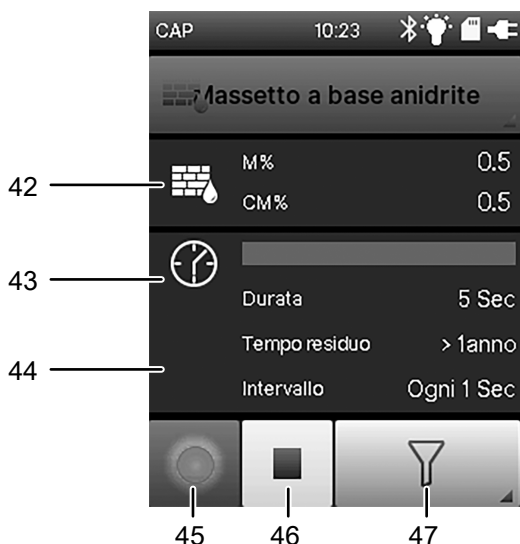 CAP 10:23
Massetto a base anidrite
42
M% 0.5
CM% 0.5
43
Durata 5 Sec
44
Tempo residuo > 1anno
Intervallo Ogni 1 Sec
45 46 47